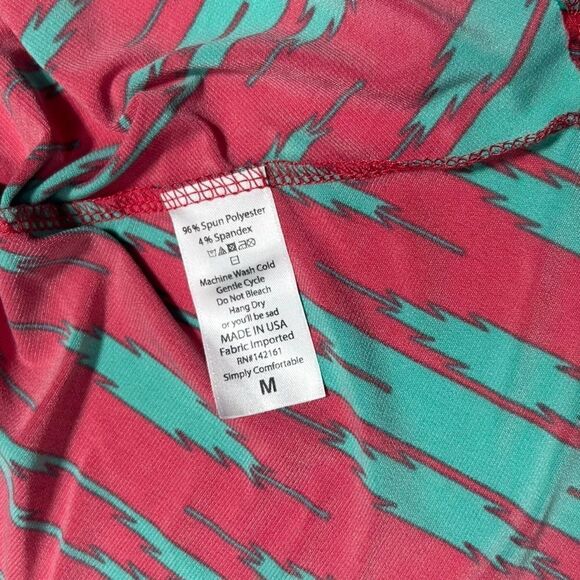 96% Spun Polyester
4% Spandex
Machine Wash Cold
Gentle Cycle
Do Not Bleach
Hang Dry
or you'll be sad
MADE IN USA
Fabric Imported
RN#142161
Simply Comfortable
M